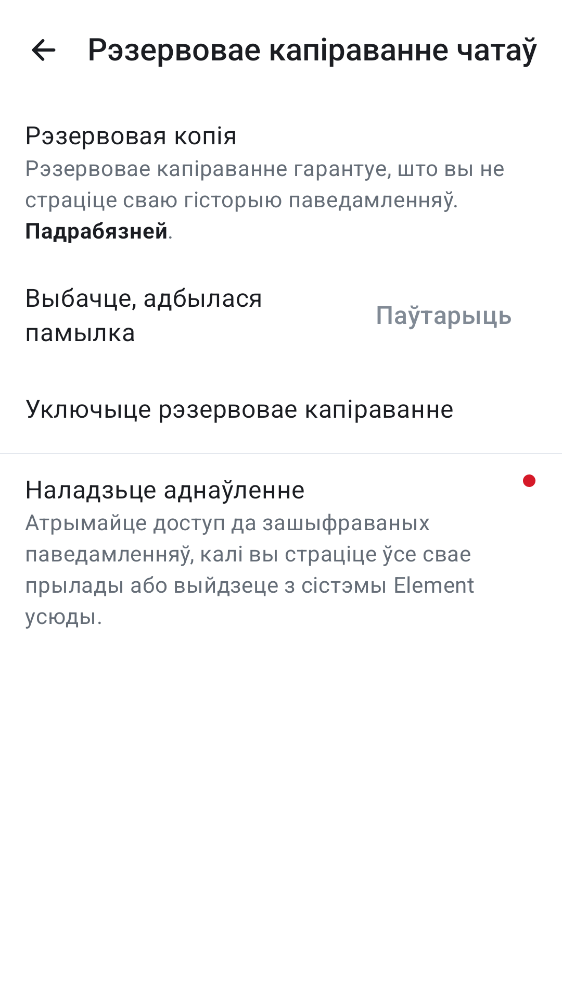 Рэзервовае капіраванне чатаў
Рэзервовая копія
Рэзервовае капіраванне гарантуе, што вы не
страціце сваю гісторыю паведамленняў.
Падрабязней.
Выбачце, адбылася
памылка
Паўтарыць
Уключыце рэзервовае капіраванне
Наладзьце аднаўленне
Атрымайце доступ да зашыфраваных
паведамленняў, калі вы страціце ўсе свае
прылады або выйдзеце з сістэмы Element
усюды.